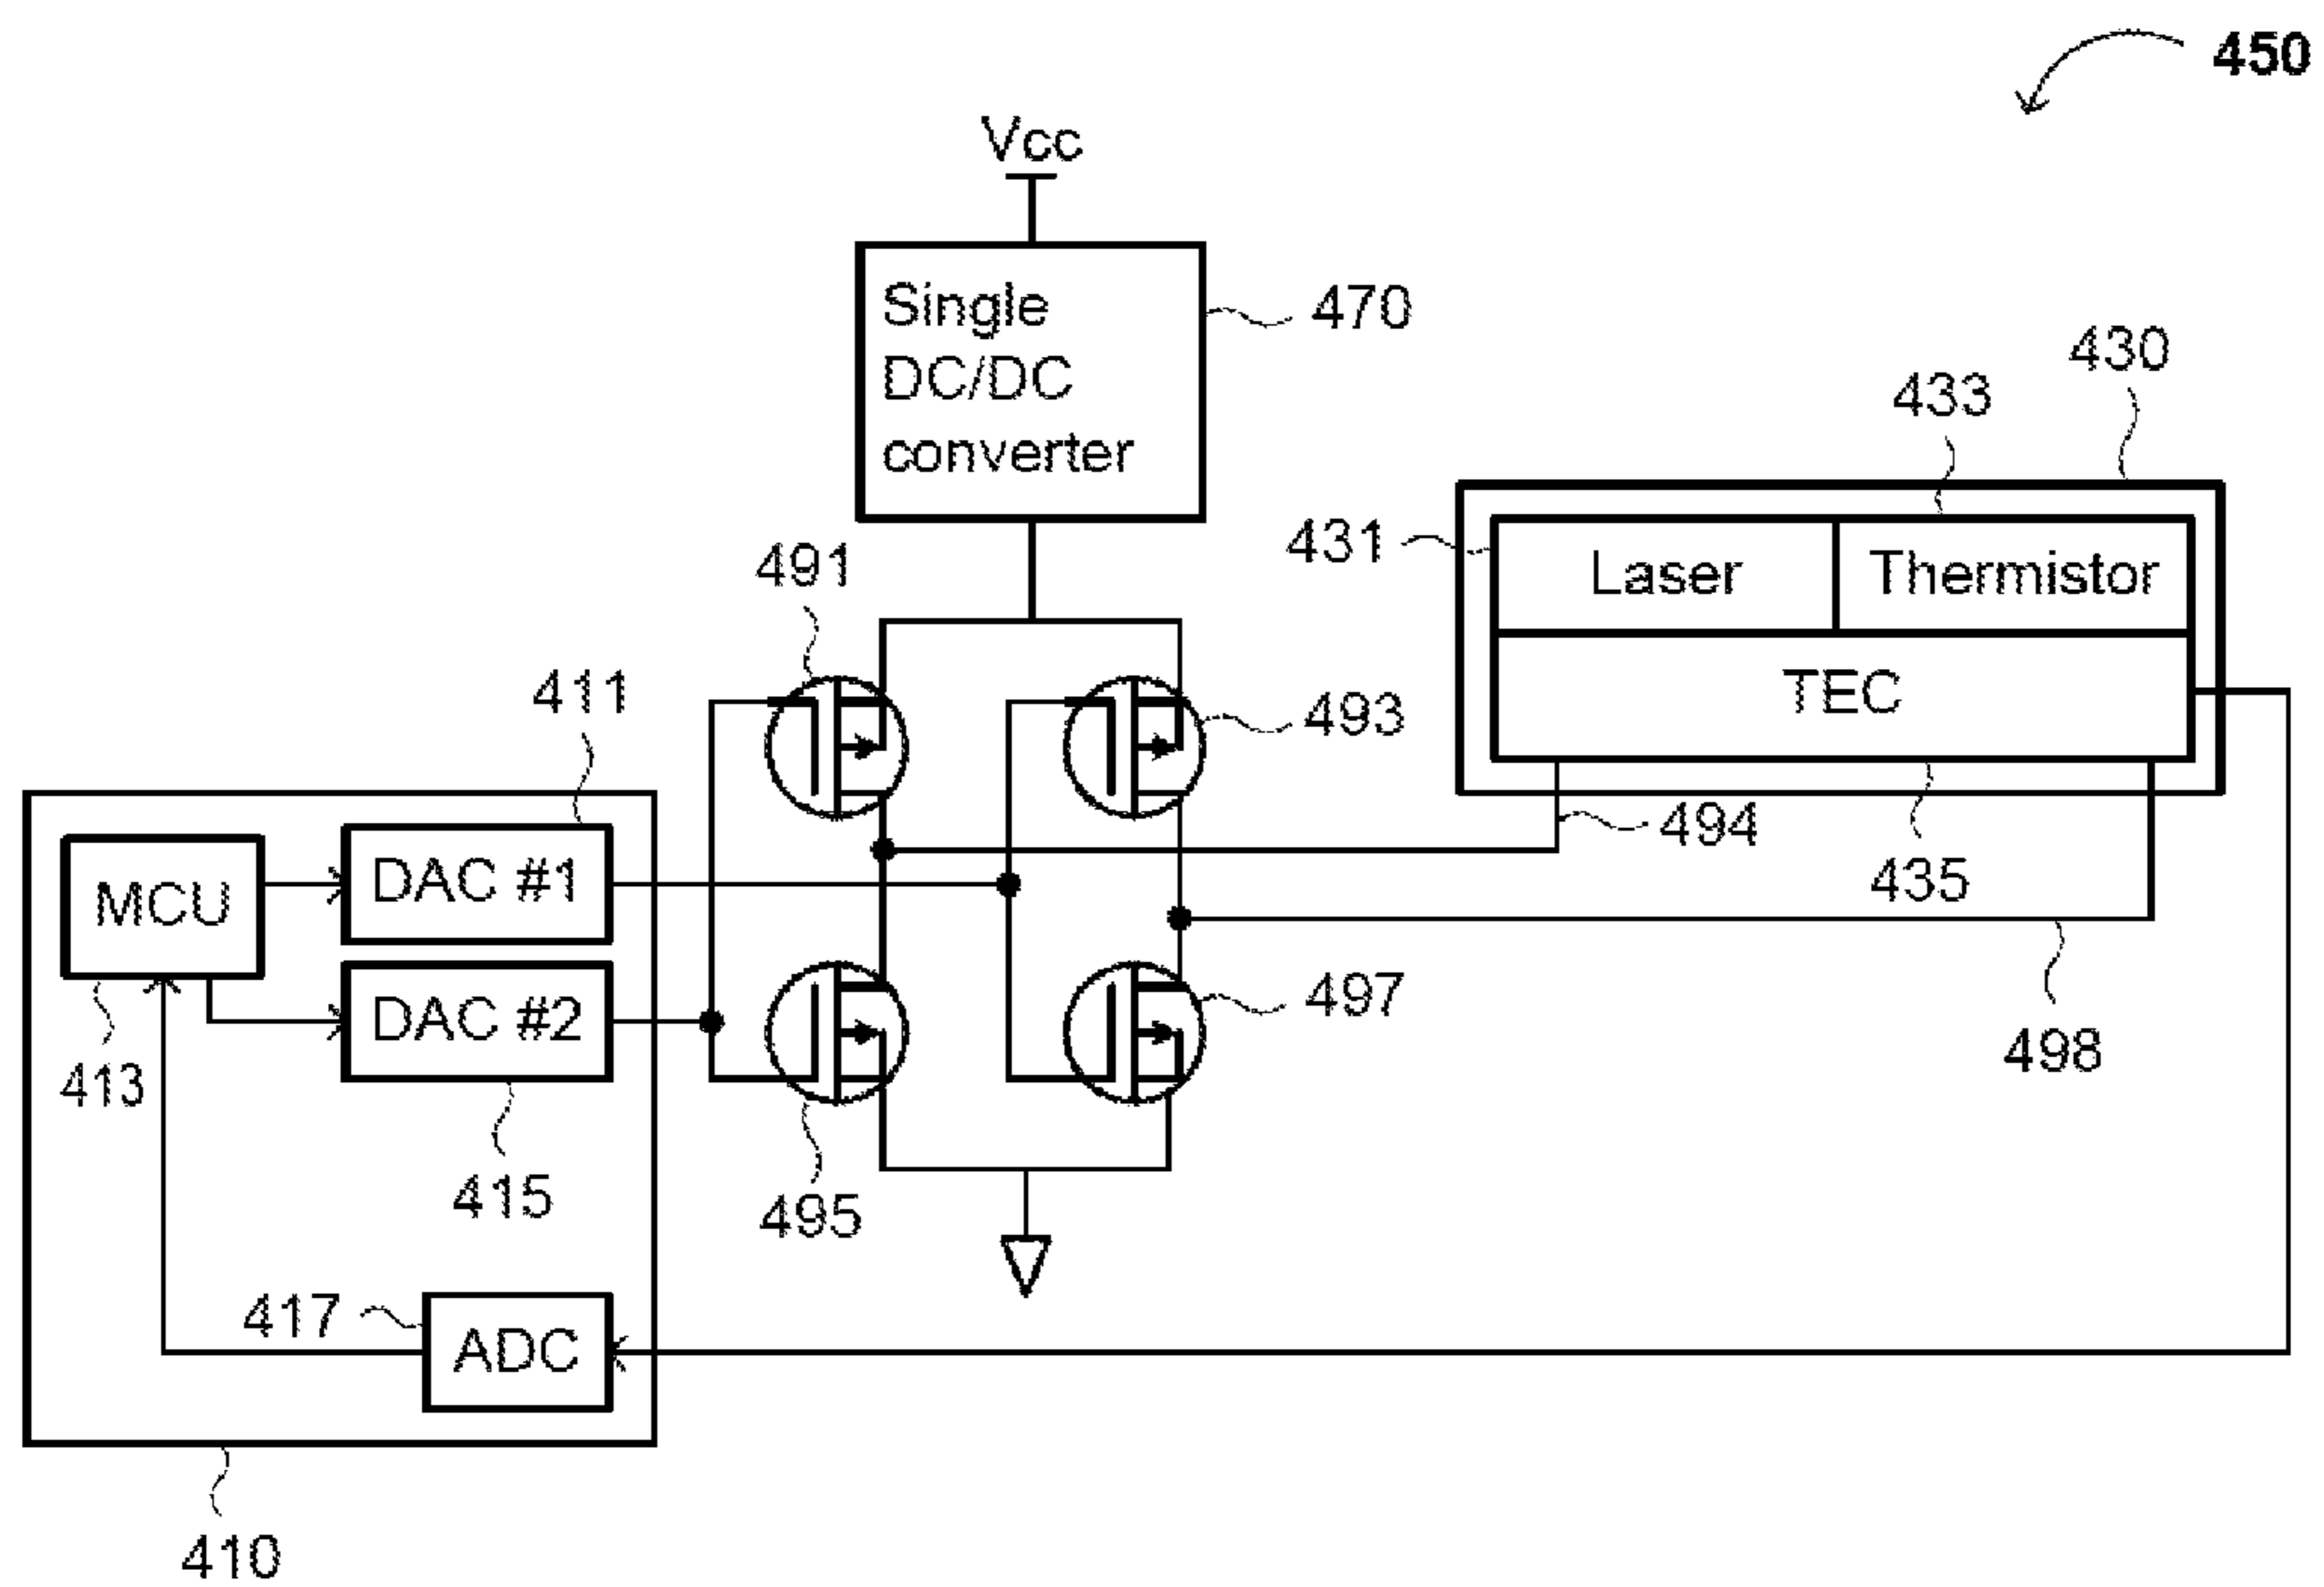 450
Vcc
Single
DC/DC
converter
470
430
433
431
Laser
Thermistor
TEC
491
493
411
494
435
MCU
DAC #1
DAC #2
497
498
413
415
495
417
ADC
410